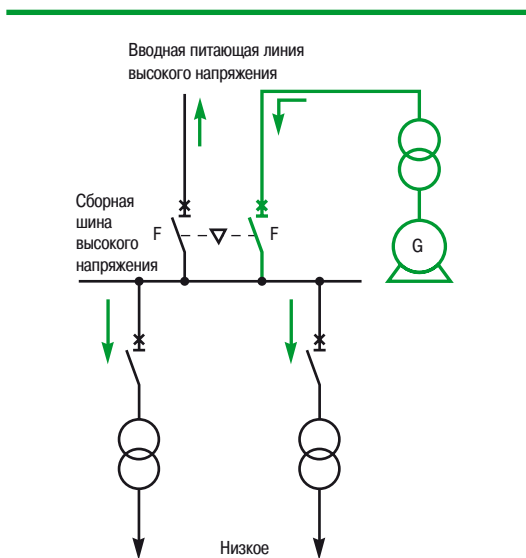 Вводная питающая линия
высокого напряжения
Сборная
шина
высокого
напряжения
F
F
G
Низкое